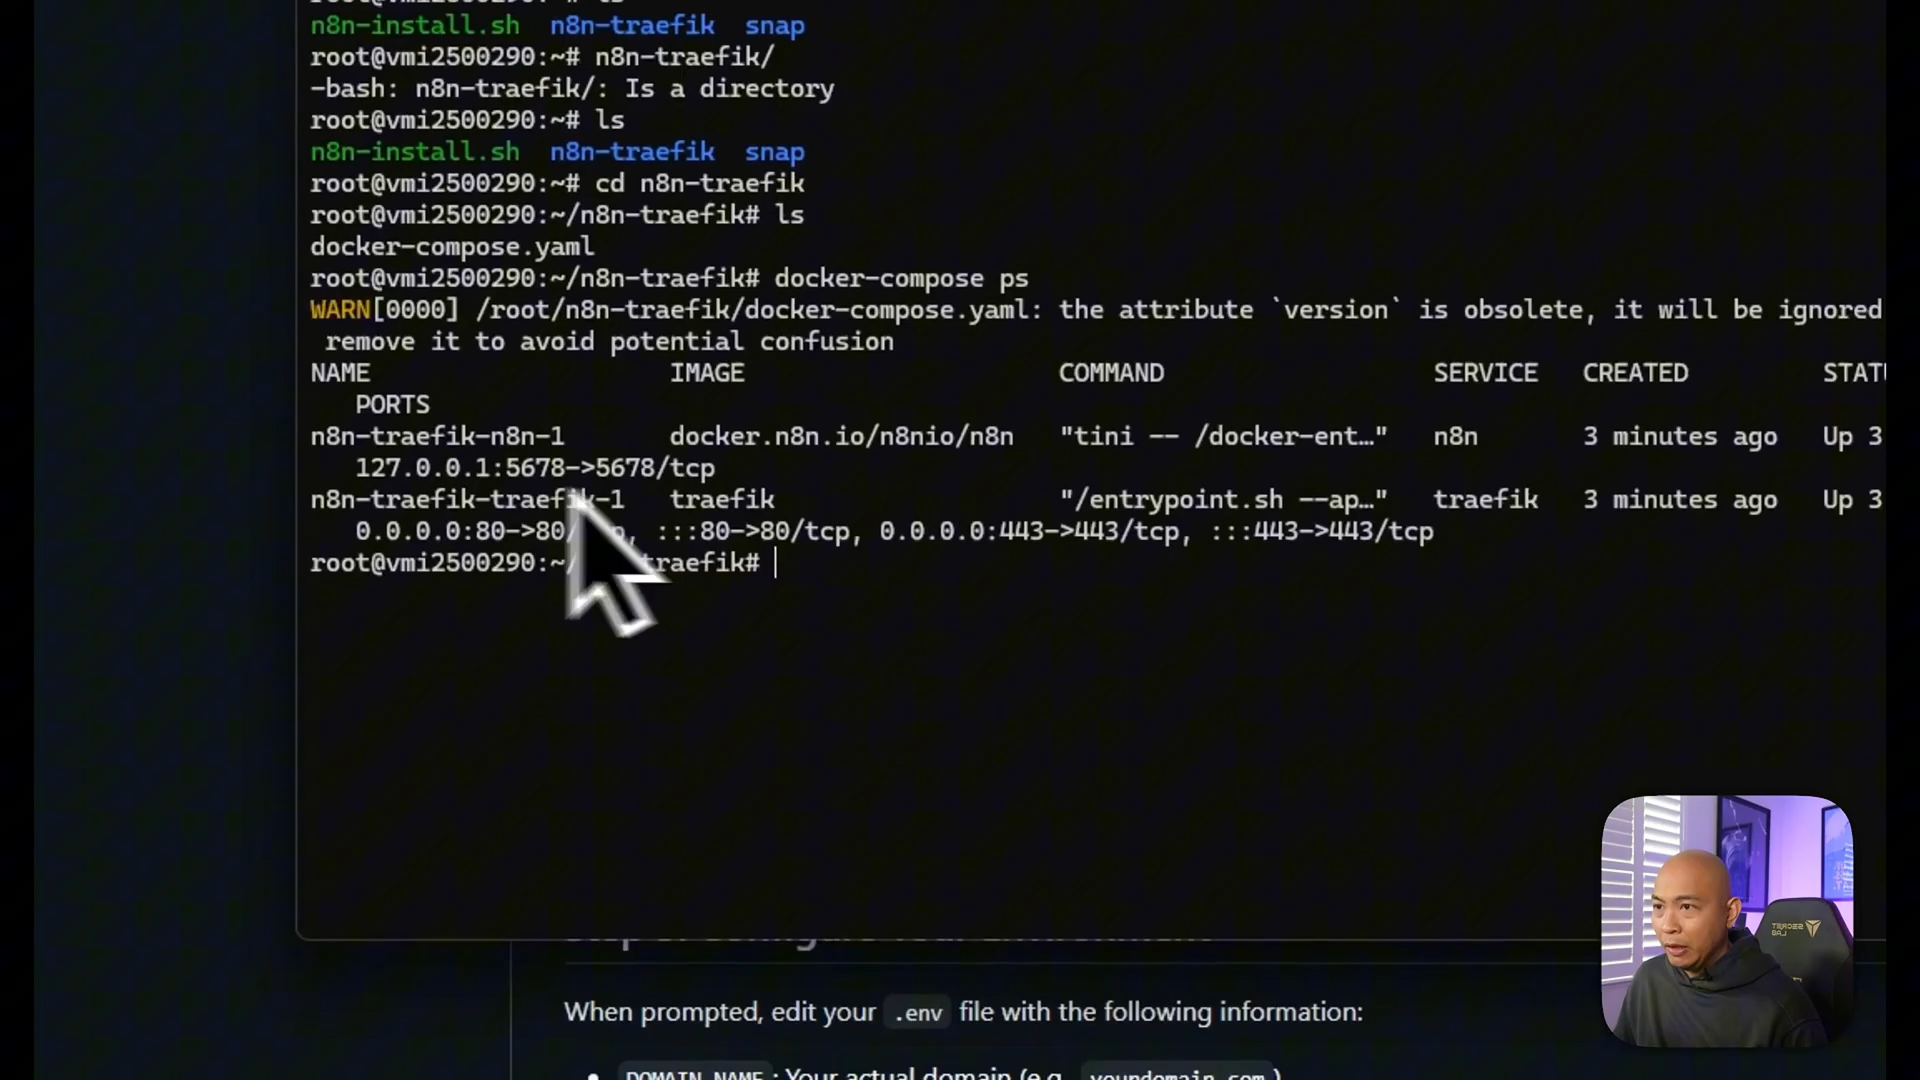 n8n-install.sh  n8n-traefik  snap
root@vmi2500290:~# n8n-traefik/
-bash: n8n-traefik/: Is a directory
root@vmi2500290:~# ls
n8n-install.sh  n8n-traefik  snap
root@vmi2500290:~# cd n8n-traefik
root@vmi2500290:~/n8n-traefik# ls
docker-compose.yaml
root@vmi2500290:~/n8n-traefik# docker-compose ps
WARN[0000] /root/n8n-traefik/docker-compose.yaml: the attribute `version` is obsolete, it will be ignored
remove it to avoid potential confusion
NAME IMAGE COMMAND SERVICE CREATED STATU
PORTS
n8n-traefik-n8n-1 docker.n8n.io/n8nio/n8n "tini -- /docker-ent…" n8n 3 minutes ago Up 3
127.0.0.1:5678->5678/tcp
n8n-traefik-traefik-1 traefik "/entrypoint.sh --ap…" traefik 3 minutes ago Up 3
0.0.0.0:80->80/ p, :::80->80/tcp, 0.0.0.0:443->443/tcp, :::443->443/tcp
root@vmi2500290:~/ traefik#
When prompted, edit your .env file with the following information:
DOMAIN_NAME: Your actual domain (e.g., yourdomain.com)
SECRET
LAB